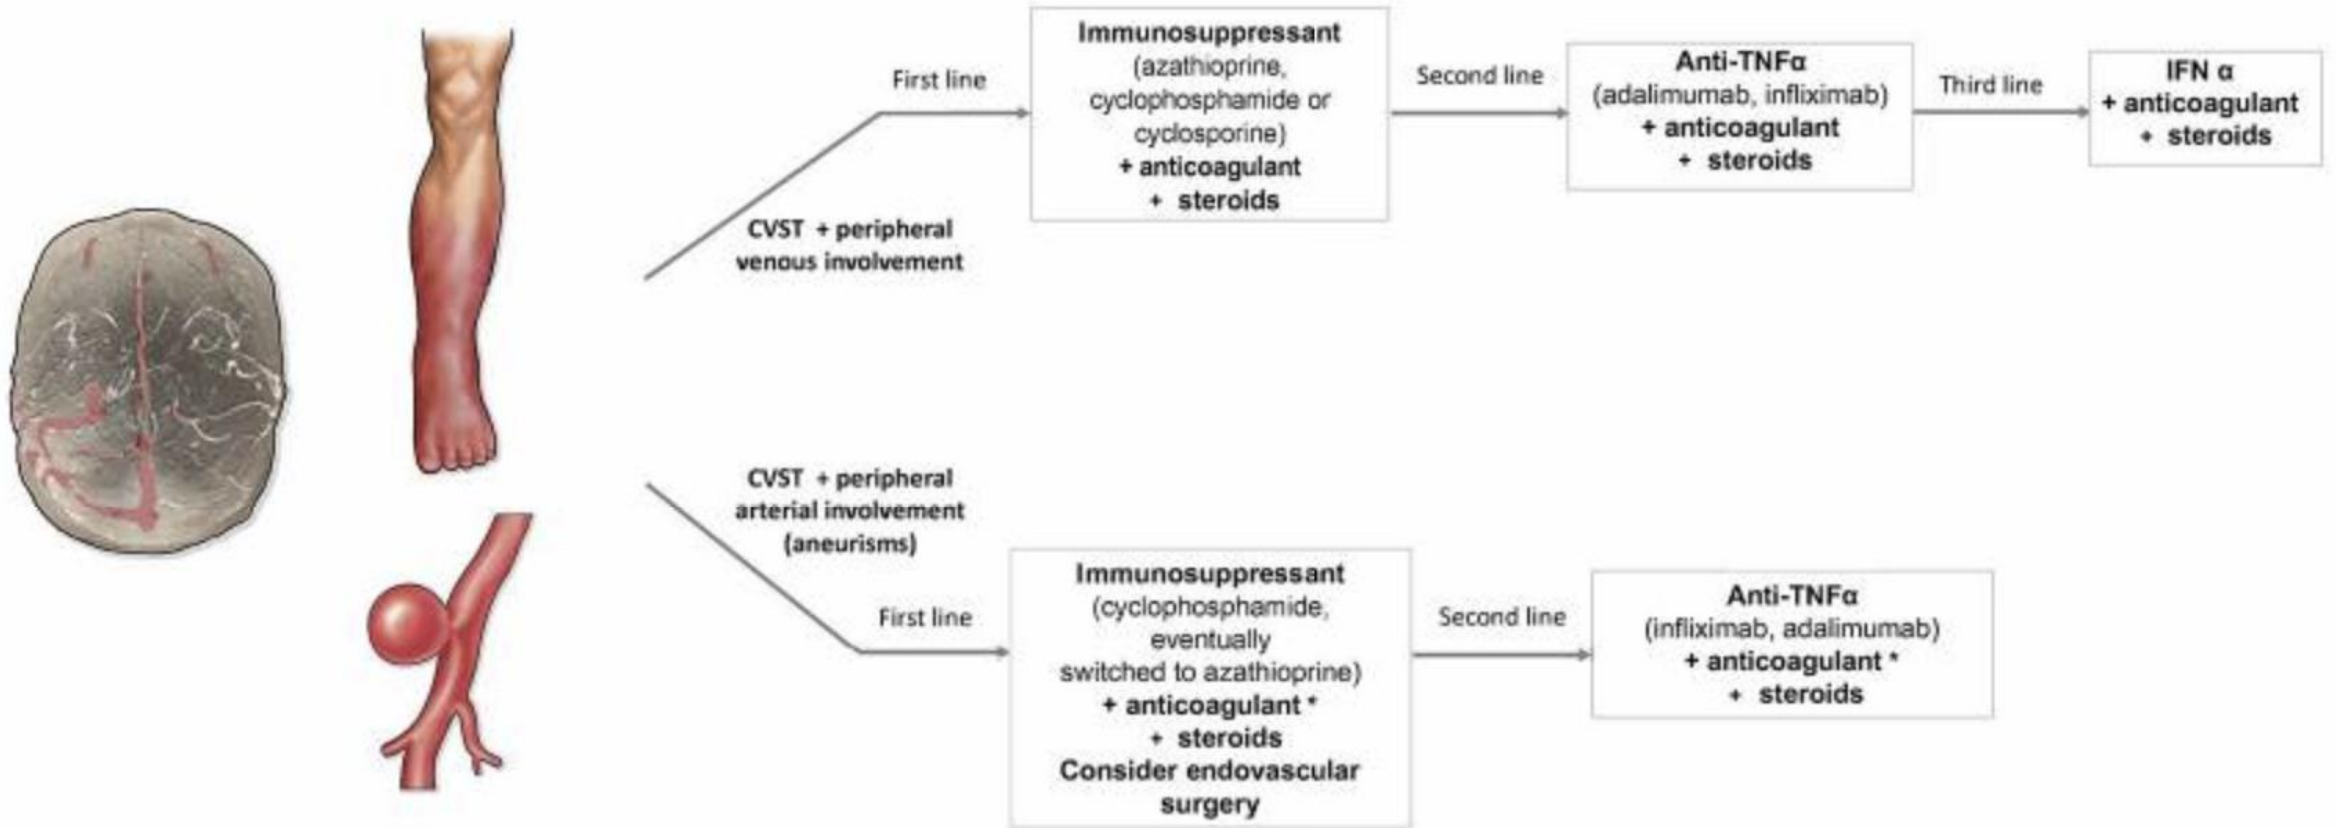 First line
Immunosuppressant
(azathioprine,
cyclophosphamide or
cyclosporine)
+ anticoagulant
+ steroids
Second line
Anti-TNFα
(adalimumab, infliximab)
+ anticoagulant
+ steroids
Third line
IFN α
+ anticoagulant
+ steroids
CVST + peripheral
venous involvement
CVST + peripheral
arterial involvement
(aneurisms)
First line
Immunosuppressant
(cyclophosphamide,
eventually
switched to azathioprine)
+ anticoagulant *
+ steroids
Consider endovascular
surgery
Second line
Anti-TNFα
(infliximab, adalimumab)
+ anticoagulant *
+ steroids